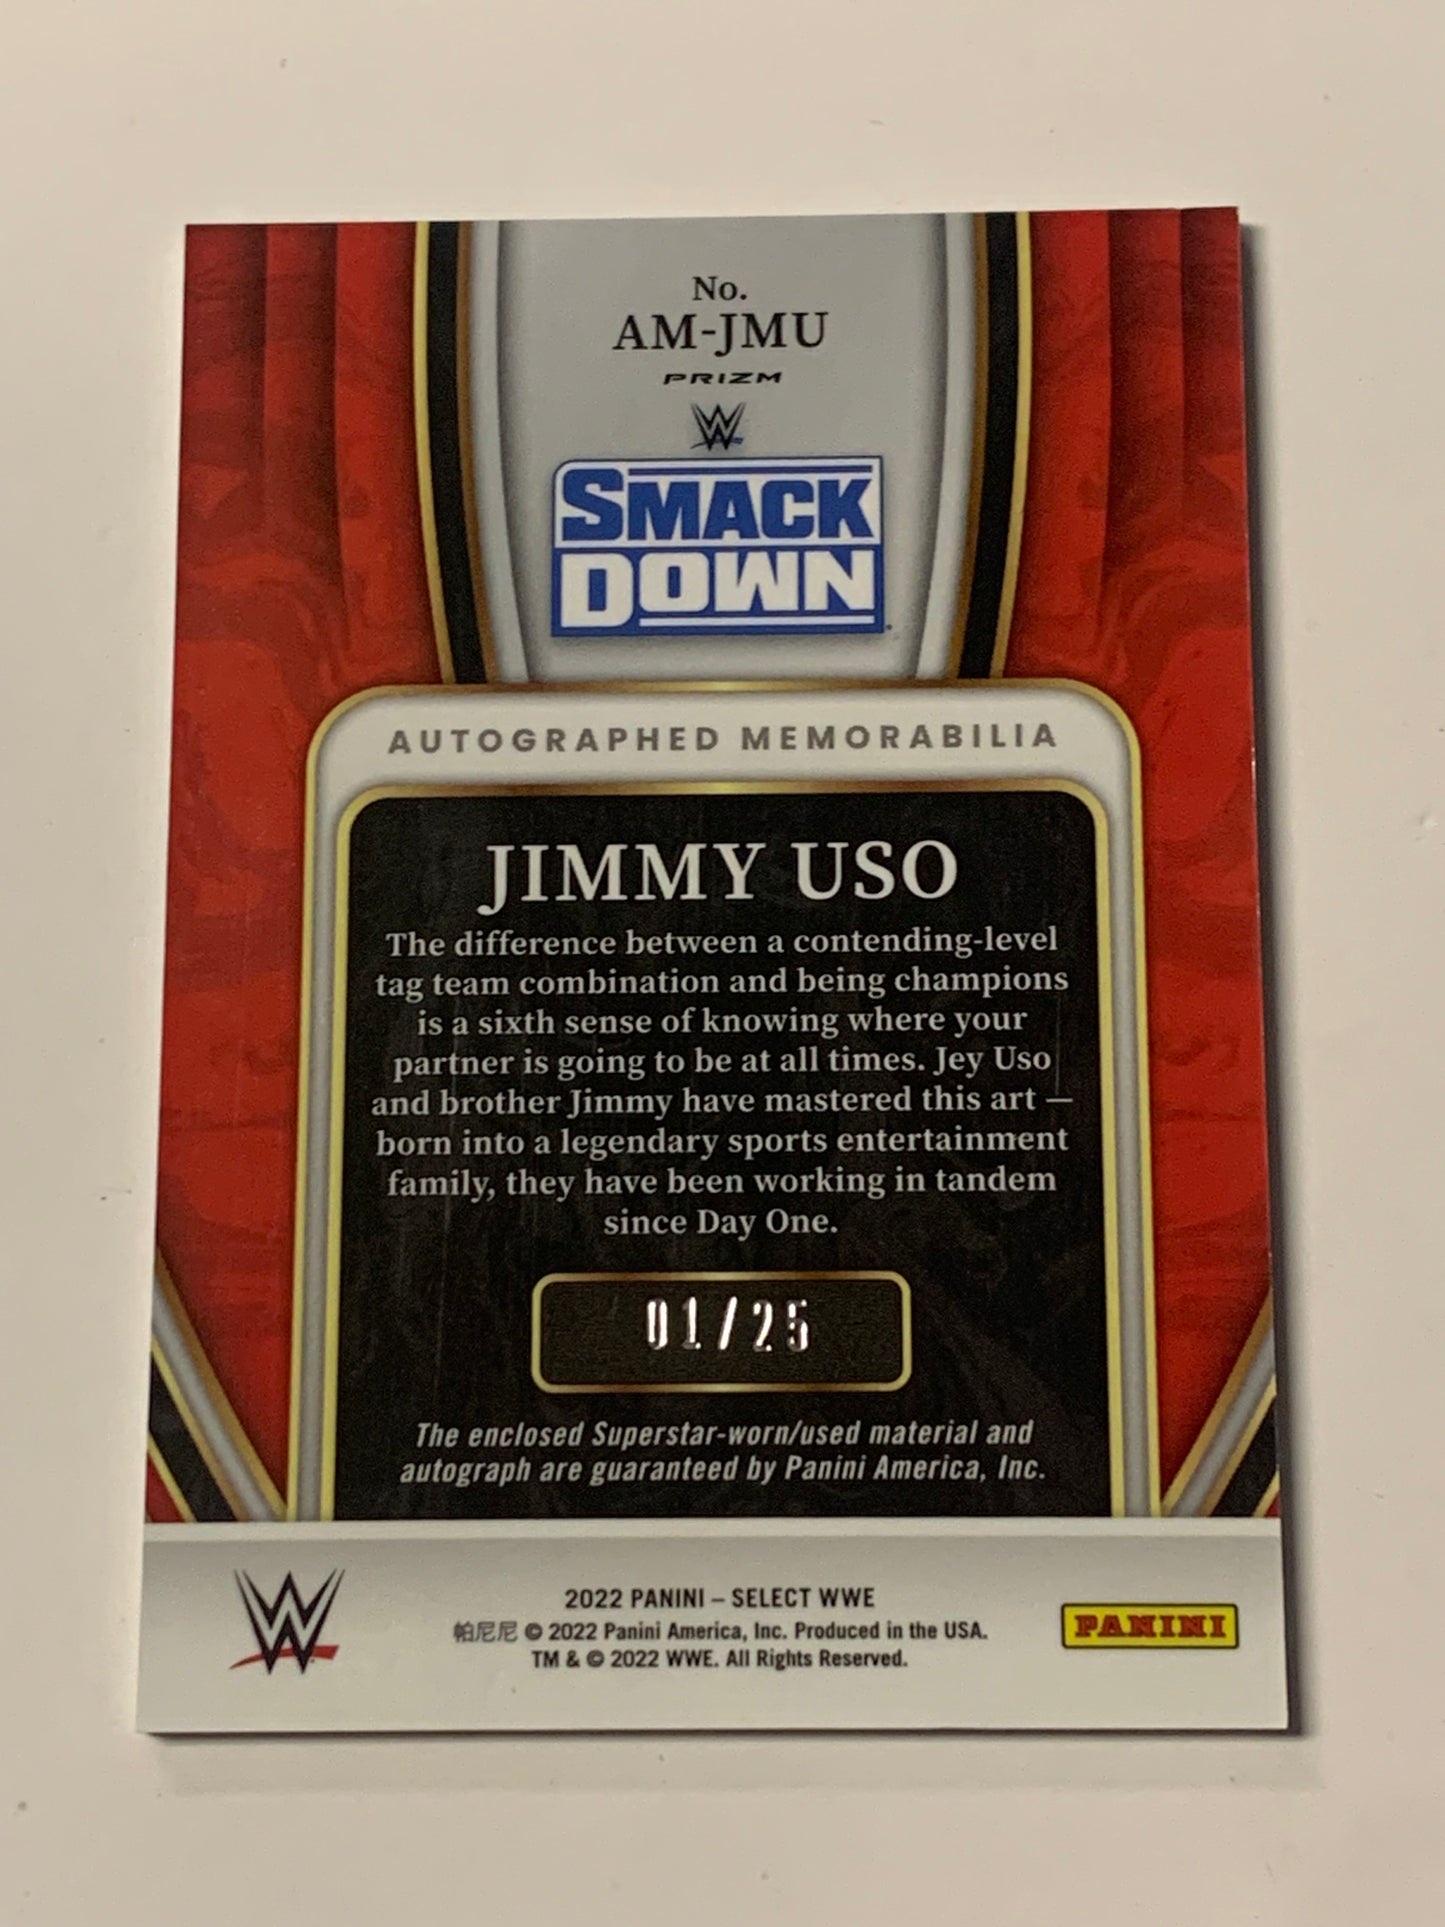 No.
AM-JMU
PRIZM
W
SMACK
DOWN
AUTOGRAPHED MEMORABILIA
JIMMY USO
The difference between a contending-level
tag team combination and being champions
is a sixth sense of knowing where your
partner is going to be at all times. Jey Uso
and brother Jimmy have mastered this art —
born into a legendary sports entertainment
family, they have been working in tandem
since Day One.
01/25
The enclosed Superstar-worn/used material and
autograph are guaranteed by Panini America, Inc.
W
2022 PANINI – SELECT WWE
帕尼尼 © 2022 Panini America, Inc. Produced in the USA.
TM & © 2022 WWE. All Rights Reserved.
PANINI